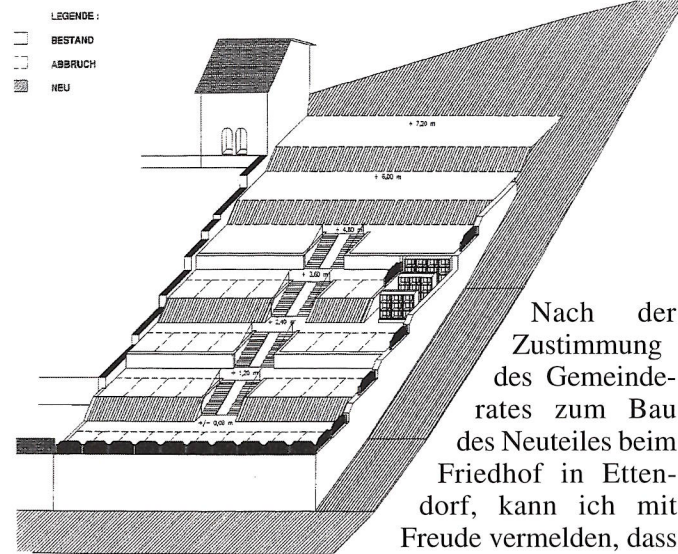 LEGENDE :
BESTAND
ABBRUCH
NEU
+ 7,20 m
+ 6,00 m
+ 4,80 m
+ 3,60 m
+ 2,40 m
+ 1,20 m
+/- 0,00 m
Nach der
Zustimmung
des Gemeinde-
rates zum Bau
des Neuteiles beim
Friedhof in Etten-
dorf, kann ich mit
Freude vermelden, dass